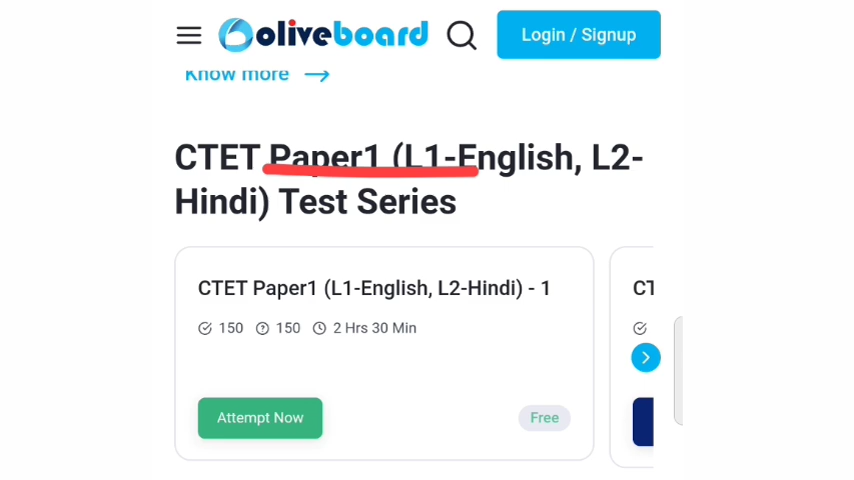 oliveboard
Login / Signup
Know more
CTET Paper1 (L1-English, L2-
Hindi) Test Series
CTET Paper1 (L1-English, L2-Hindi) - 1
150 150 2 Hrs 30 Min
Attempt Now
Free
CT